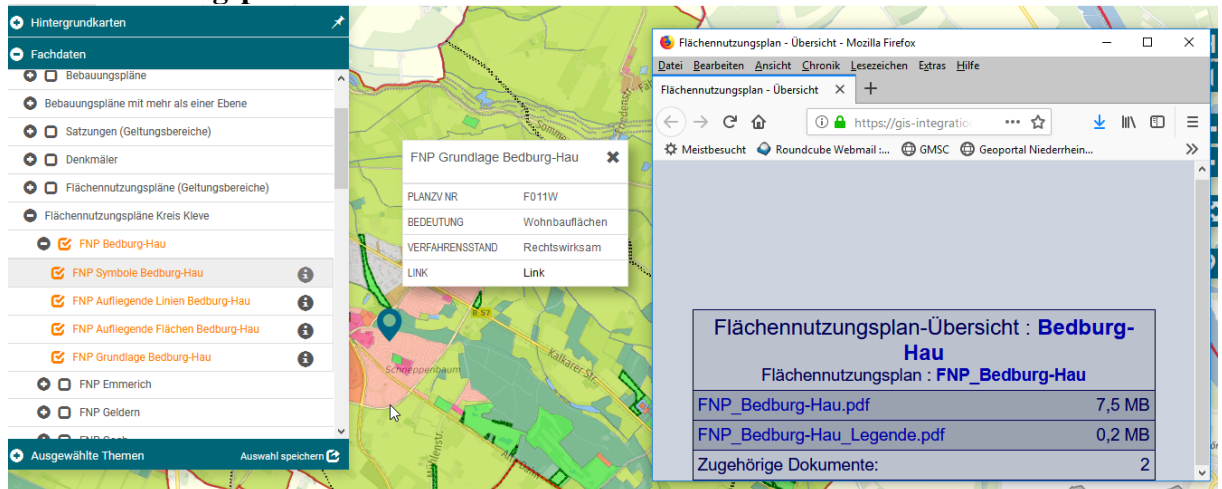 Hintergrundkarten
Fachdaten
Bebauungspläne
Bebauungspläne mit mehr als einer Ebene
Satzungen (Geltungsbereiche)
Denkmäler
Flächennutzungspläne (Geltungsbereiche)
Flächennutzungspläne Kreis Kleve
FNP Bedburg-Hau
FNP Symbole Bedburg-Hau
FNP Aufliegende Linien Bedburg-Hau
FNP Aufliegende Flächen Bedburg-Hau
FNP Grundlage Bedburg-Hau
FNP Emmerich
FNP Geldern
Ausgewählte Themen Auswahl speichern
FNP Grundlage Bedburg-Hau
PLANZV NR F011W
BEDEUTUNG Wohnbauflächen
VERFAHRENSSTAND Rechtswirksam
LINK Link
B 57
Schneppenbaum
Kalkarer Str.
Flächennutzungsplan - Übersicht - Mozilla Firefox
Datei Bearbeiten Ansicht Chronik Lesezeichen Extras Hilfe
Flächennutzungsplan - Übersicht
https://gis-integratio
Meistbesucht Roundcube Webmail :... GMSC Geoportal Niederrhein...
Flächennutzungsplan-Übersicht : Bedburg-
Hau
Flächennutzungsplan : FNP_Bedburg-Hau
FNP_Bedburg-Hau.pdf 7,5 MB
FNP_Bedburg-Hau_Legende.pdf 0,2 MB
Zugehörige Dokumente: 2